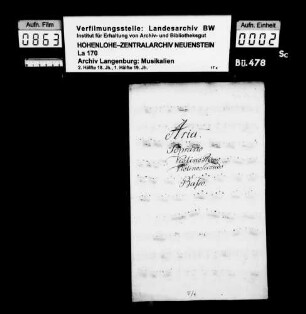 Aufn. Film
0863
Verfilmungsstelle: Landesarchiv BW
Institut für Erhaltung von Archiv- und Bibliotheksgut
HOHENLOHE-ZENTRALARCHIV NEUENSTEIN
La 170
Archiv Langenburg: Musikalien
2. Hälfte 18. Jh., 1. Hälfte 19. Jh.
17x
Aufn. Einheit
0002
Sc
Bü.478
Aria.
Soprano
Violino Primo
Violino Secondo
Basso